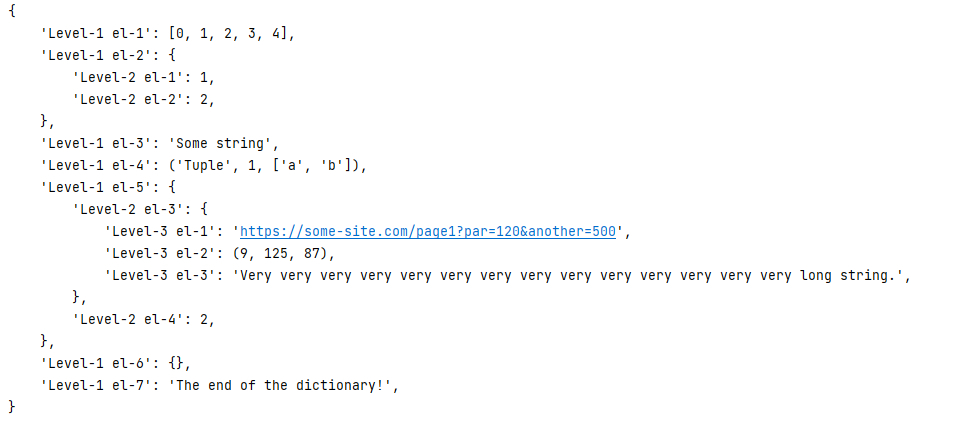 {
    'Level-1 el-1': [0, 1, 2, 3, 4],
    'Level-1 el-2': {
        'Level-2 el-1': 1,
        'Level-2 el-2': 2,
    },
    'Level-1 el-3': 'Some string',
    'Level-1 el-4': ('Tuple', 1, ['a', 'b']),
    'Level-1 el-5': {
        'Level-2 el-3': {
            'Level-3 el-1': 'https://some-site.com/page1?par=120&another=500',
            'Level-3 el-2': (9, 125, 87),
            'Level-3 el-3': 'Very very very very very very very very very very very very very very long string.',
        },
        'Level-2 el-4': 2,
    },
    'Level-1 el-6': {},
    'Level-1 el-7': 'The end of the dictionary!',
}